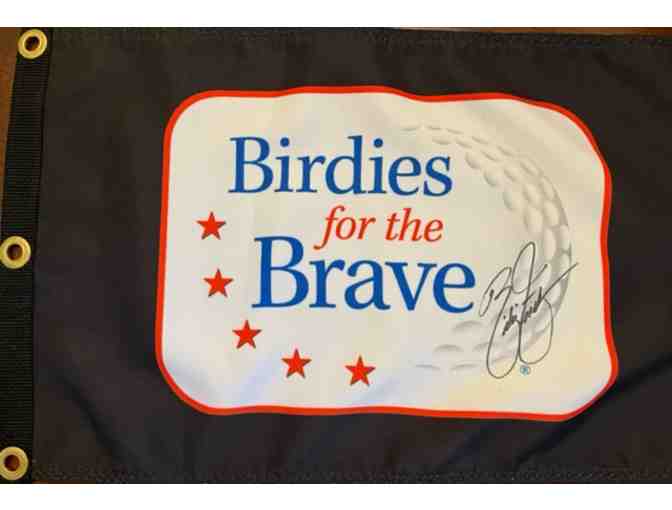 Birdies
for the
Brave
®